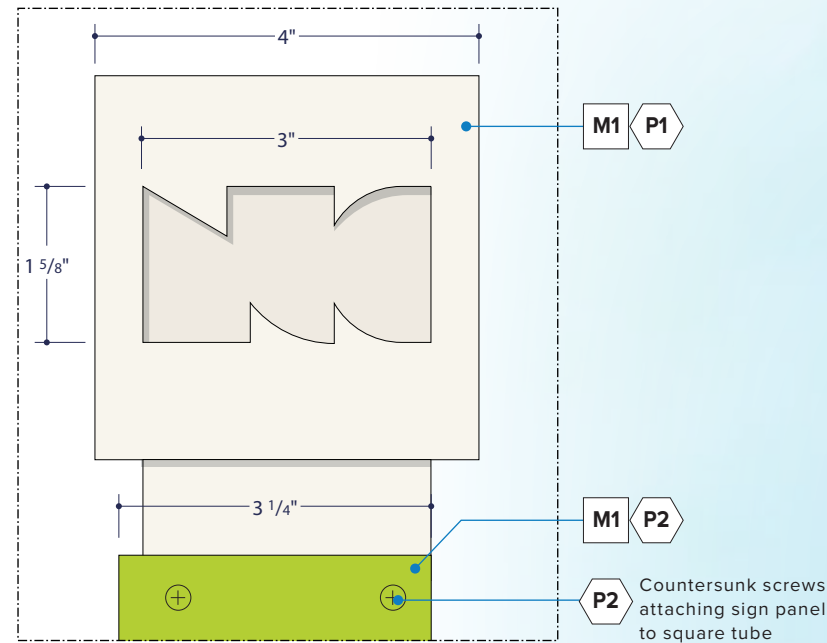 4"
M1 P1
3"
1 5/8"
3 1/4"
M1 P2
P2 Countersunk screws
attaching sign panel
to square tube